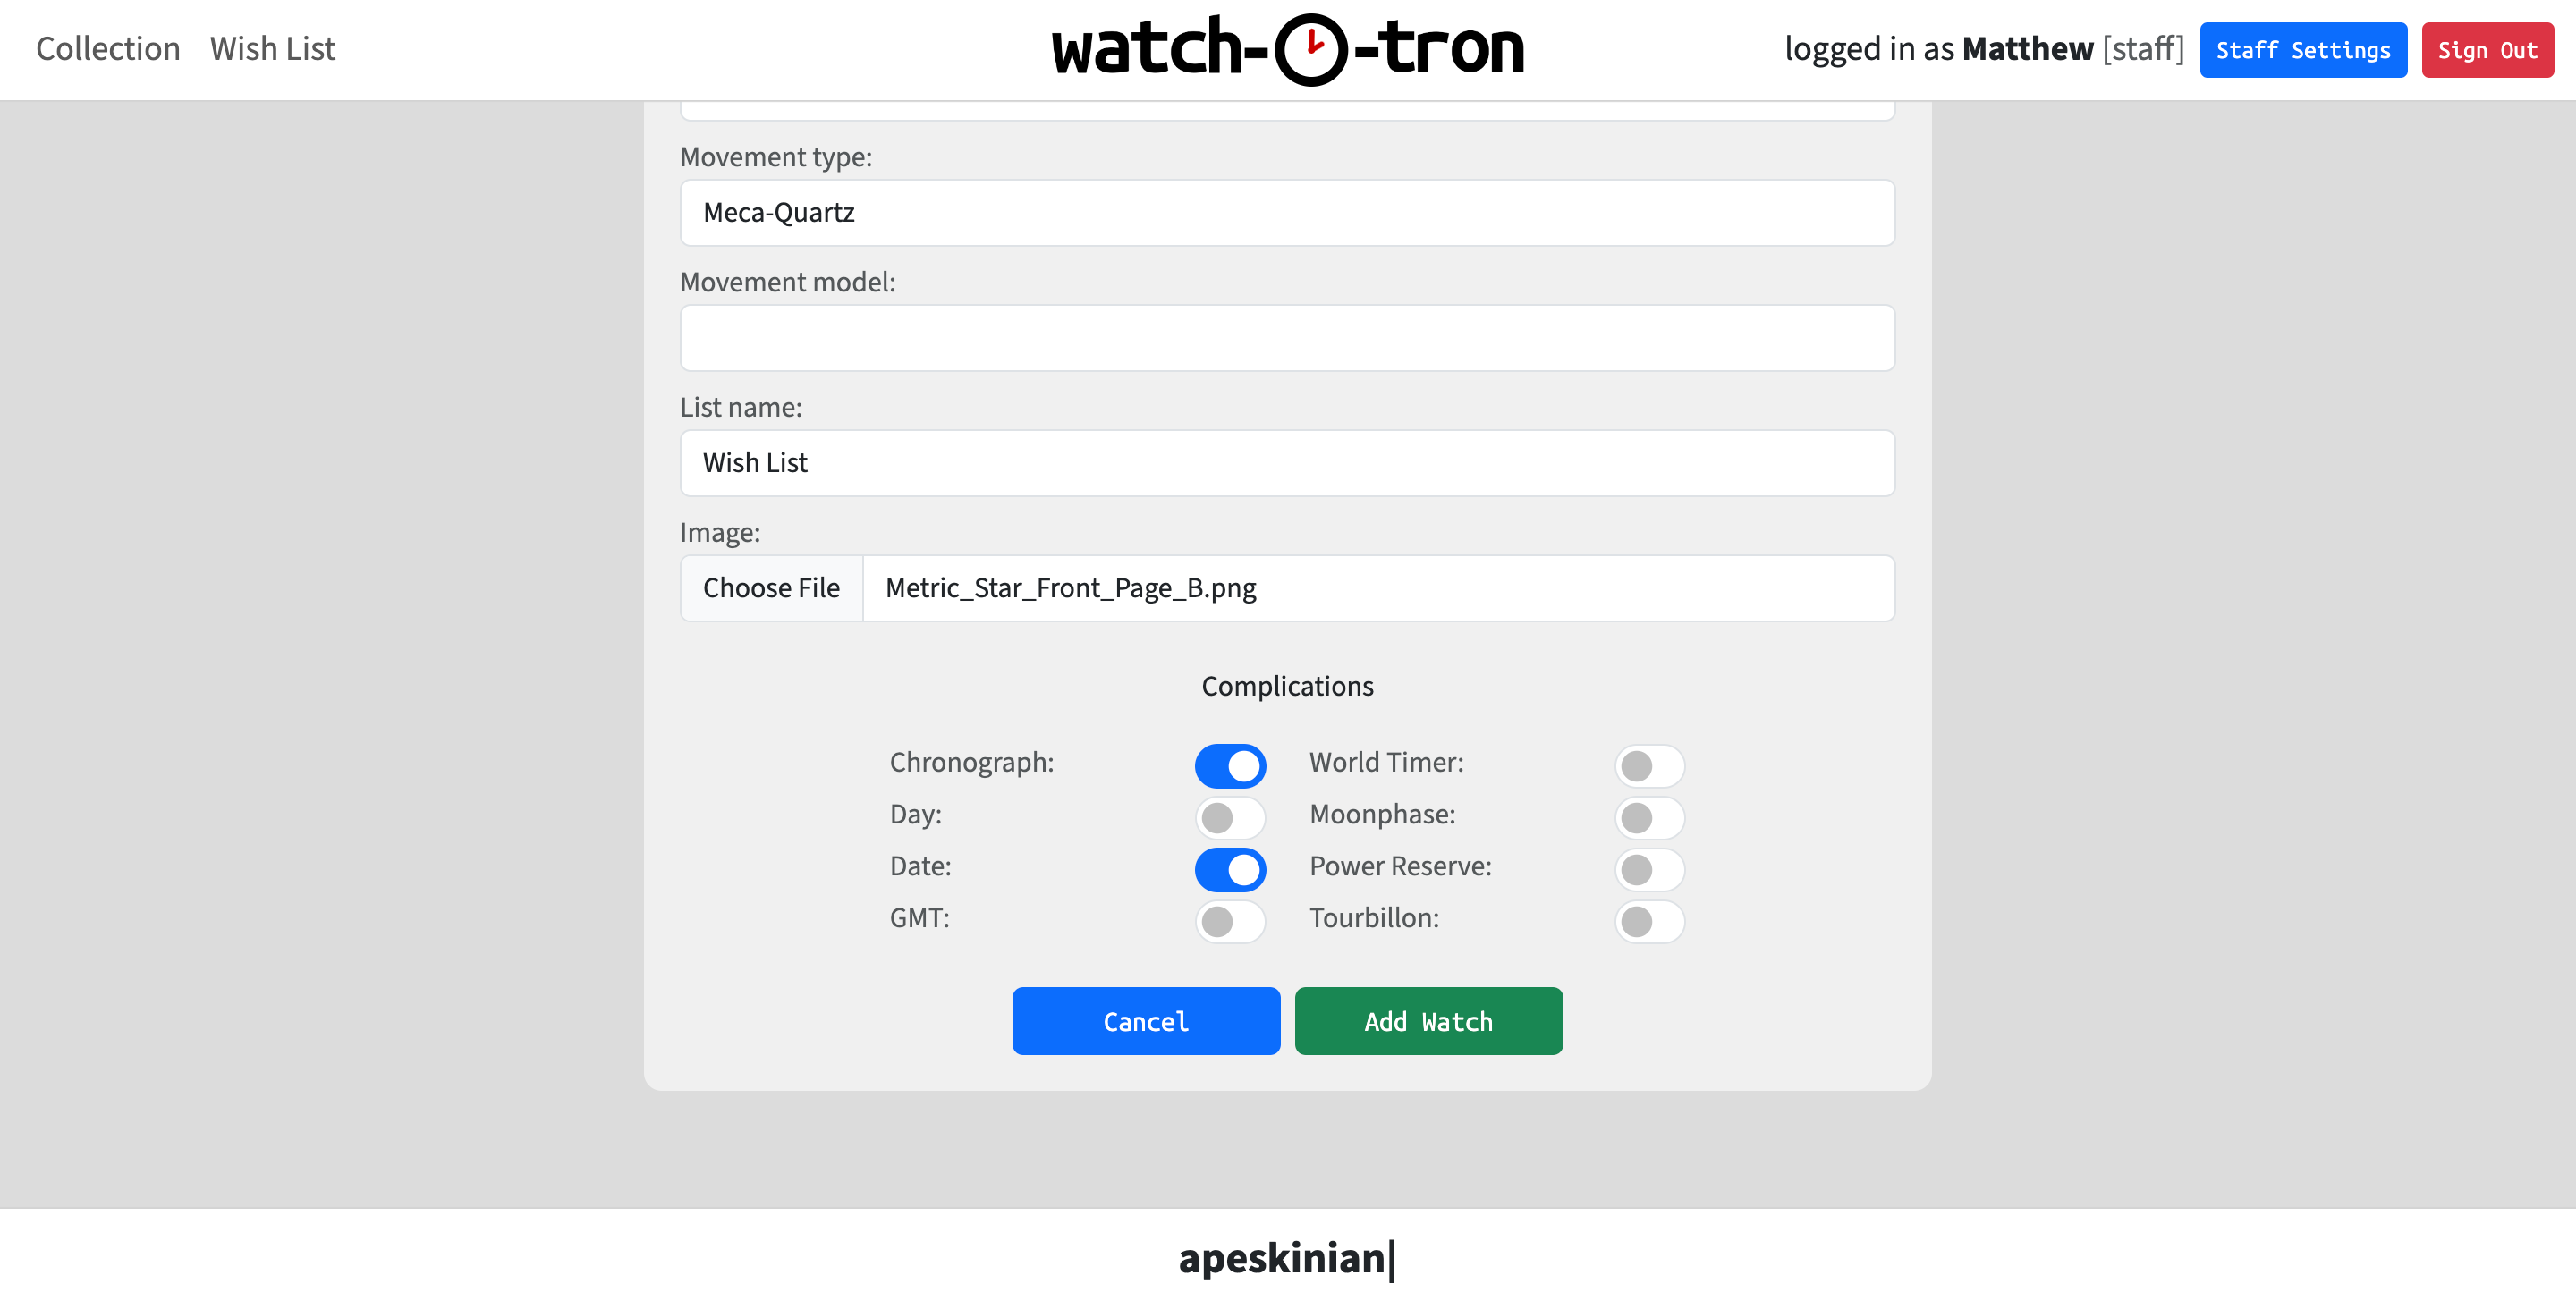 Collection Wish List watch-O-tron logged in as Matthew [staff] Staff Settings Sign Out
Movement type:
Meca-Quartz
Movement model:
List name:
Wish List
Image:
Choose File Metric_Star_Front_Page_B.png
Complications
Chronograph: World Timer:
Day: Moonphase:
Date: Power Reserve:
GMT: Tourbillon:
Cancel Add Watch
apeskinian|